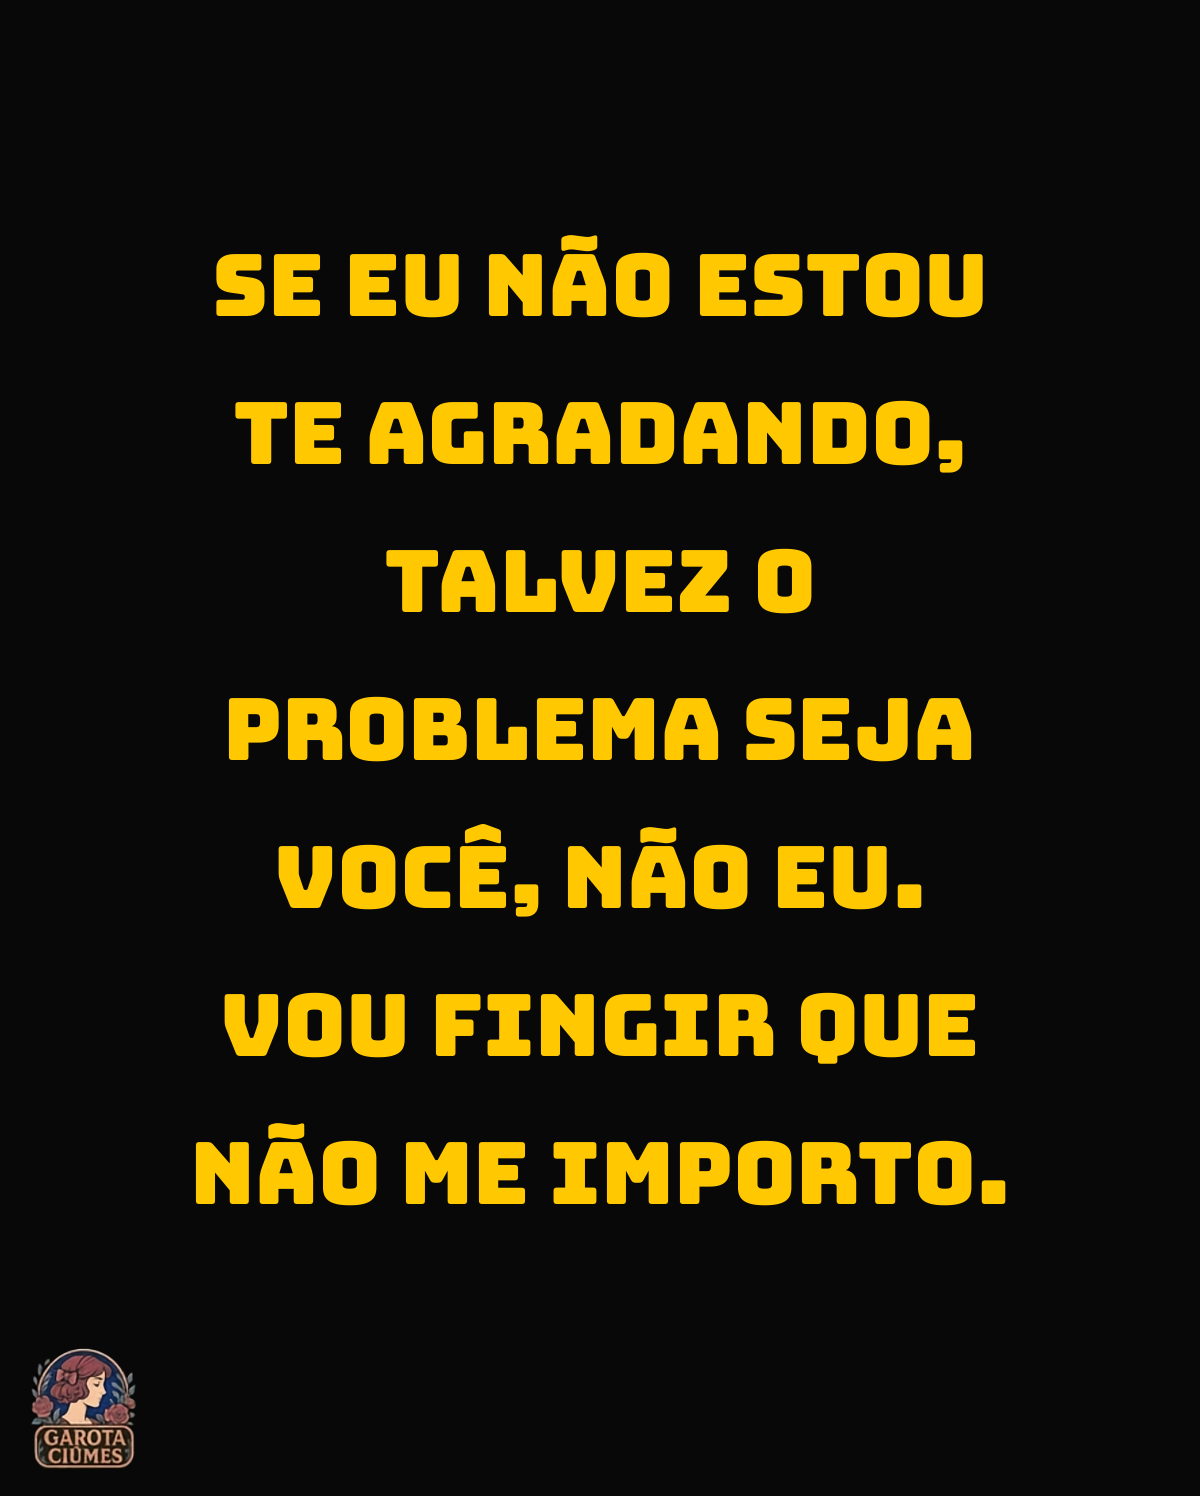 SE EU NÃO ESTOU
TE AGRADANDO,
TALVEZ O
PROBLEMA SEJA
VOCÊ, NÃO EU.
VOU FINGIR QUE
NÃO ME IMPORTO.
GAROTA
CIÚMES